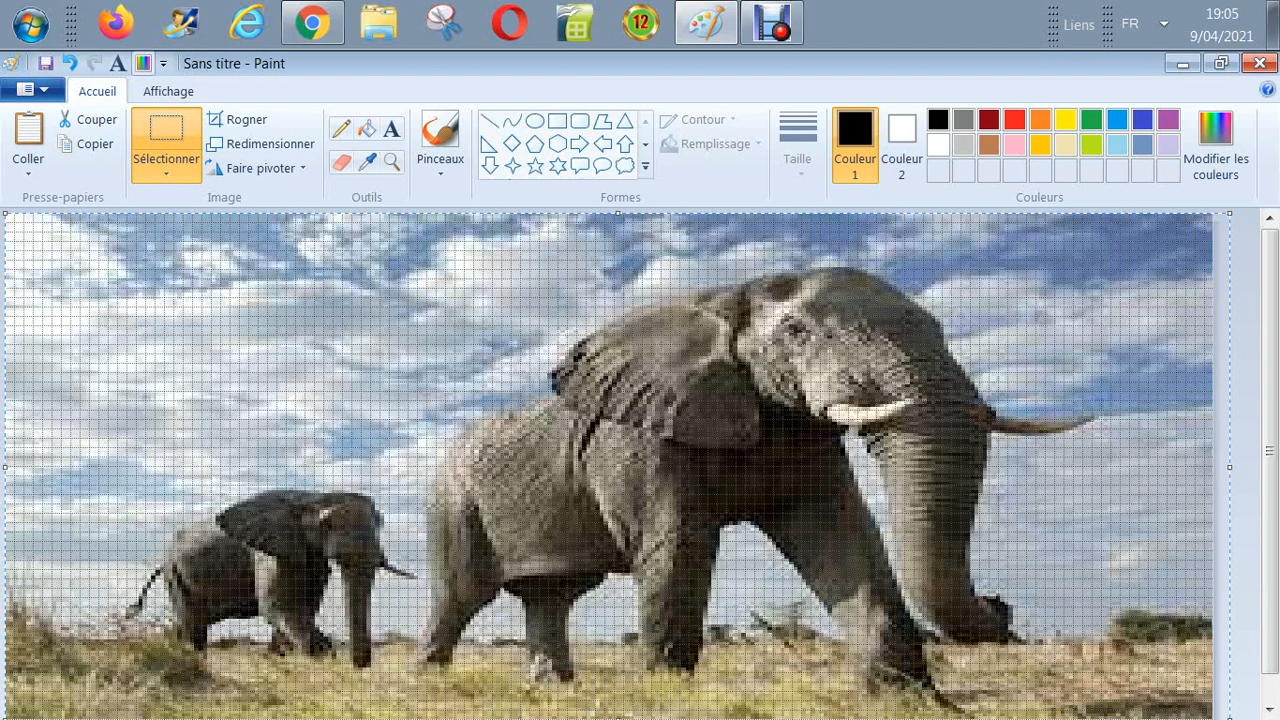 12
Liens
FR
19:05
9/04/2021
A
Sans titre - Paint
Accueil
Affichage
Coller
Couper
Copier
Presse-papiers
Sélectionner
Rogner
Redimensionner
Faire pivoter
Image
A
Outils
Pinceaux
Contour
Remplissage
Formes
Taille
Couleur
1
Couleur
2
Modifier les
couleurs
Couleurs